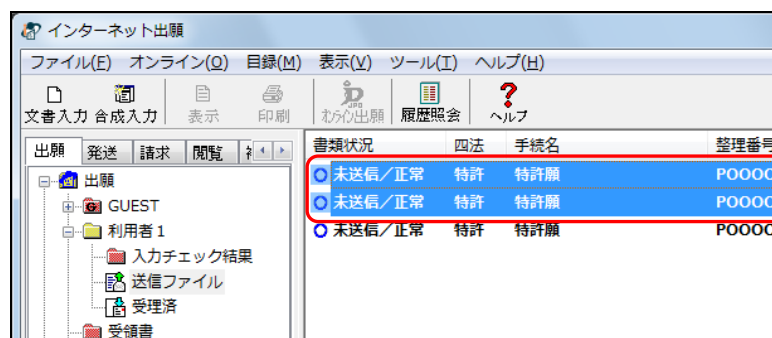 インターネット出願
ファイル(F) オンライン(O) 目録(M) 表示(V) ツール(T) ヘルプ(H)
文書入力 合成入力 表示 印刷 オンライン出願 履歴照会 ヘルプ
出願 発送 請求 閲覧
書類状況 四法 手続名 整理番号
未送信／正常 特許 特許願 POOOO
未送信／正常 特許 特許願 POOOO
未送信／正常 特許 特許願 POOOO
出願
GUEST
利用者１
入力チェック結果
送信ファイル
受理済
受領書